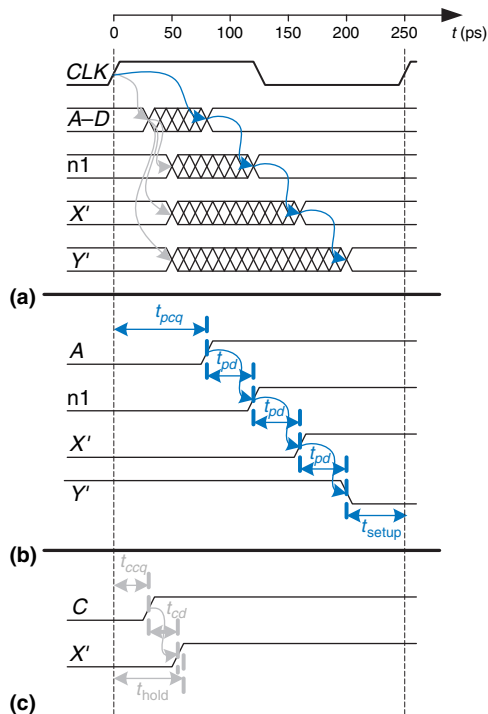 0 50 100 150 200 250 t (ps)
CLK
A–D
n1
X'
Y'
(a)
t_pcq
A
t_pd
n1
t_pd
X'
t_pd
Y'
t_setup
(b)
t_ccq
C
t_cd
X'
t_hold
(c)